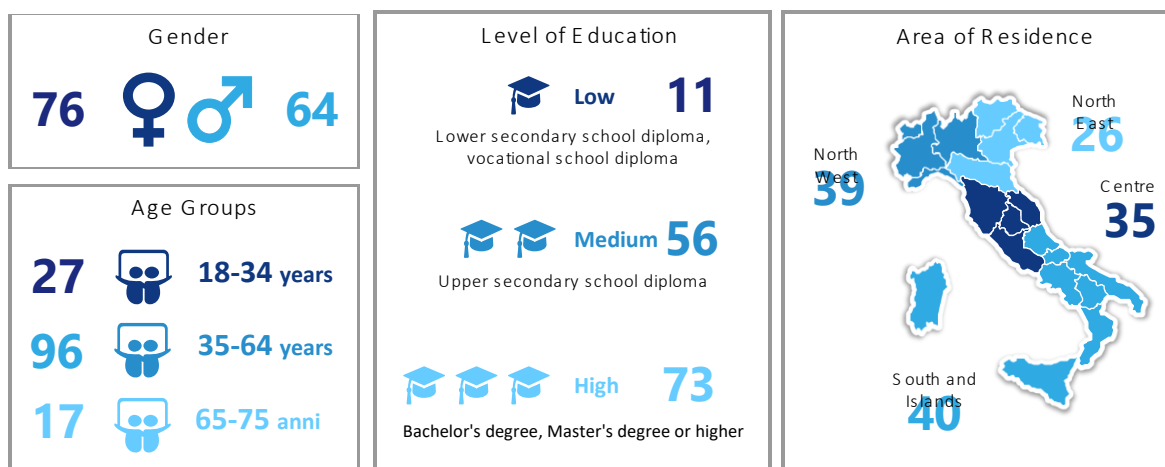 Gender
76
64
Age Groups
27
18-34 years
96
35-64 years
17
65-75 anni
Level of Education
Low
11
Lower secondary school diploma,
vocational school diploma
Medium
56
Upper secondary school diploma
High
73
Bachelor's degree, Master's degree or higher
Area of Residence
North
East
26
North
West
39
Centre
35
South and
Islands
40